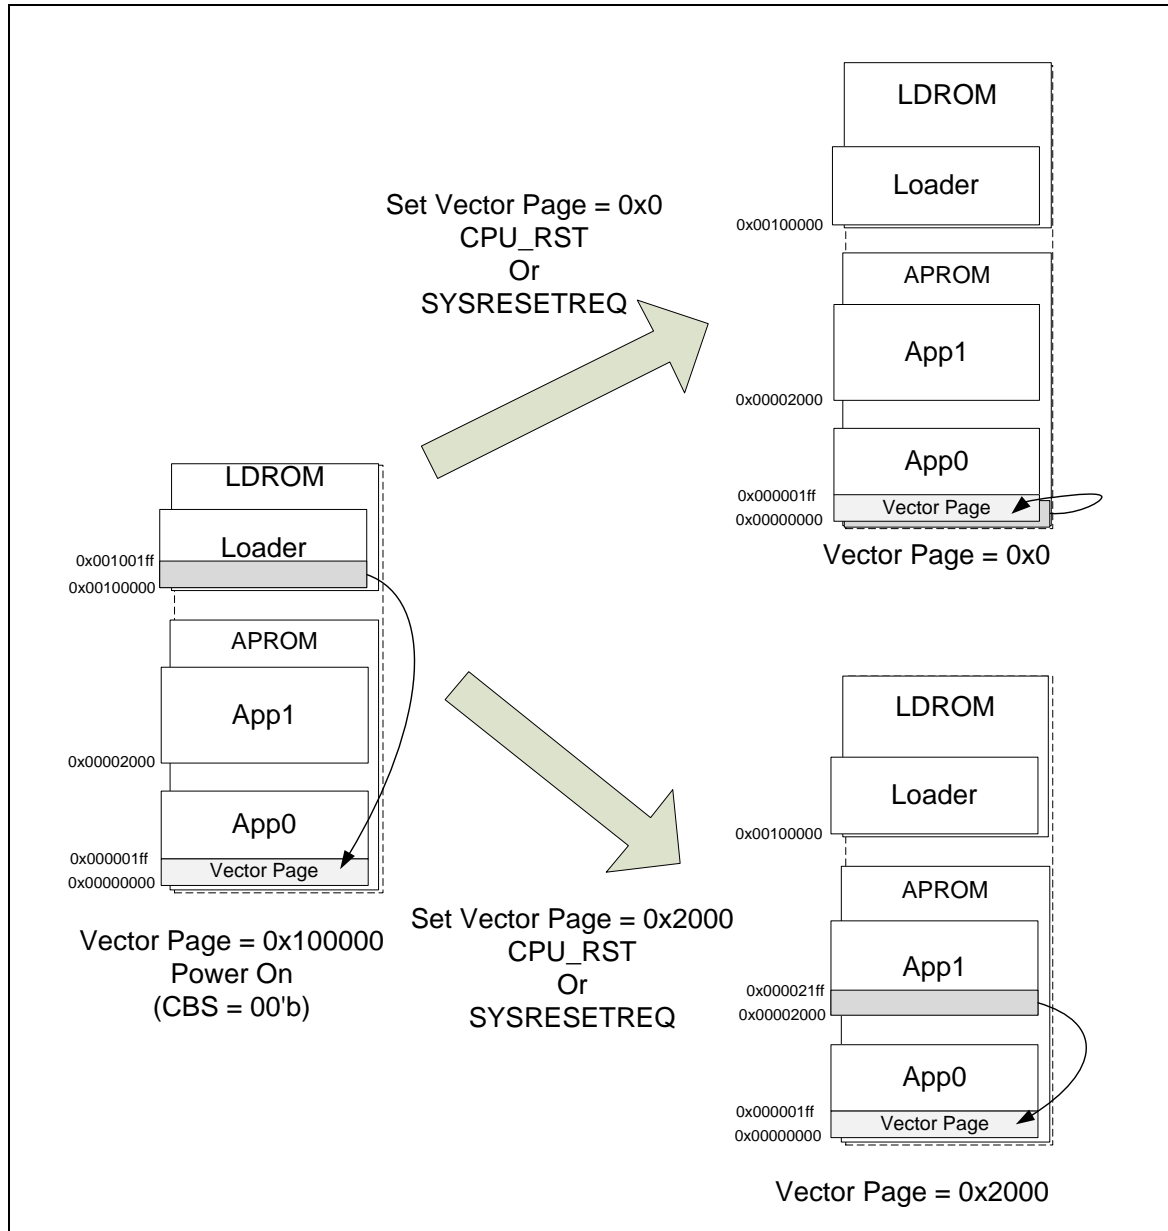 LDROM
Loader
0x00100000
Set Vector Page = 0x0
CPU_RST
Or
SYSRESETREQ
APROM
App1
0x00002000
App0
0x000001ff
Vector Page
0x00000000
Vector Page = 0x0
LDROM
Loader
0x001001ff
0x00100000
APROM
App1
0x00002000
App0
0x000001ff
Vector Page
0x00000000
Vector Page = 0x100000
Power On
(CBS = 00'b)
Set Vector Page = 0x2000
CPU_RST
Or
SYSRESETREQ
LDROM
Loader
0x00100000
APROM
App1
0x000021ff
0x00002000
App0
0x000001ff
Vector Page
0x00000000
Vector Page = 0x2000